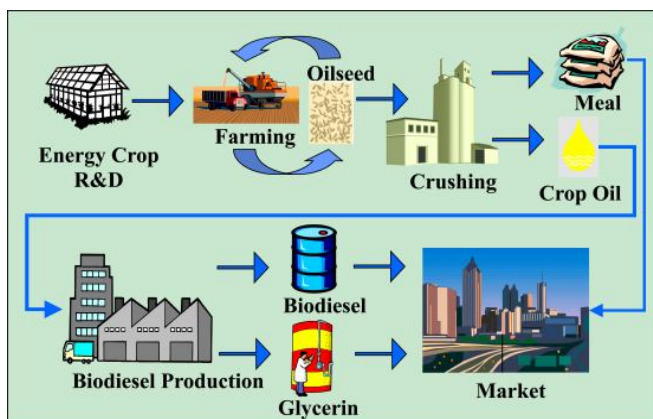 Oilseed
Farming
Energy Crop
R&D
Crushing
Meal
Crop Oil
Biodiesel
Biodiesel Production
Glycerin
Market